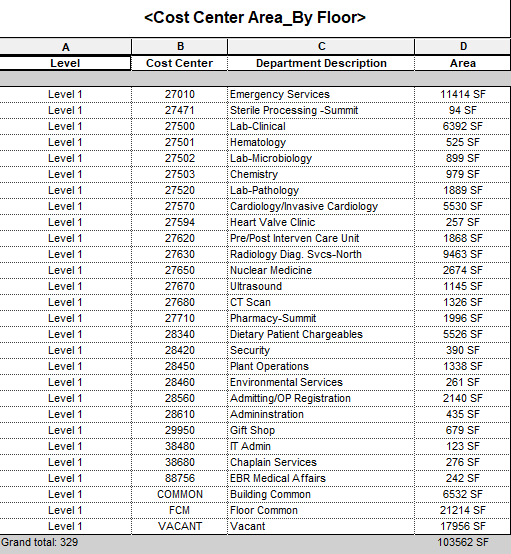 <Cost Center Area_By Floor>
A B C D
Level Cost Center Department Description Area
Level 1 27010 Emergency Services 11414 SF
Level 1 27471 Sterile Processing -Summit 94 SF
Level 1 27500 Lab-Clinical 6392 SF
Level 1 27501 Hematology 525 SF
Level 1 27502 Lab-Microbiology 899 SF
Level 1 27503 Chemistry 979 SF
Level 1 27520 Lab-Pathology 1889 SF
Level 1 27570 Cardiology/Invasive Cardiology 5530 SF
Level 1 27594 Heart Valve Clinic 257 SF
Level 1 27620 Pre/Post Interven Care Unit 1868 SF
Level 1 27630 Radiology Diag. Svcs-North 9463 SF
Level 1 27650 Nuclear Medicine 2674 SF
Level 1 27670 Ultrasound 1145 SF
Level 1 27680 CT Scan 1326 SF
Level 1 27710 Pharmacy-Summit 1996 SF
Level 1 28340 Dietary Patient Chargeables 5526 SF
Level 1 28420 Security 390 SF
Level 1 28450 Plant Operations 1338 SF
Level 1 28460 Environmental Services 261 SF
Level 1 28560 Admitting/OP Registration 2140 SF
Level 1 28610 Admininstration 435 SF
Level 1 29950 Gift Shop 679 SF
Level 1 38480 IT Admin 123 SF
Level 1 38680 Chaplain Services 276 SF
Level 1 88756 EBR Medical Affairs 242 SF
Level 1 COMMON Building Common 6532 SF
Level 1 FCM Floor Common 21214 SF
Level 1 VACANT Vacant 17956 SF
Grand total: 329 103562 SF